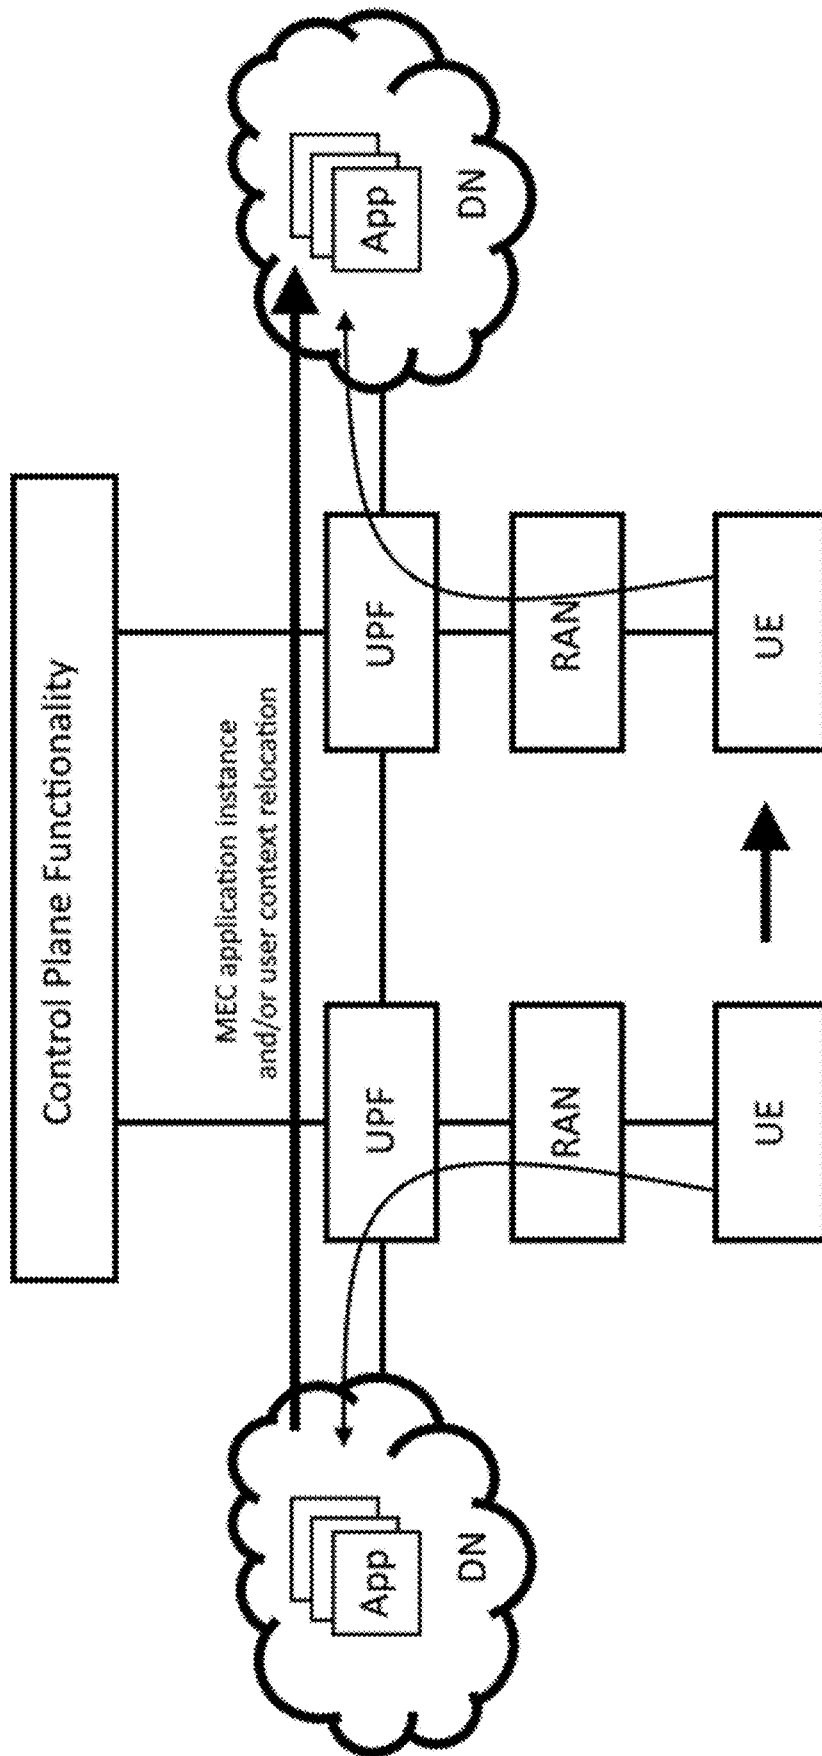 Control Plane Functionality
MEC application instance
and/or user context relocation
App
DN
UPF
UPF
App
DN
RAN
RAN
UE
UE